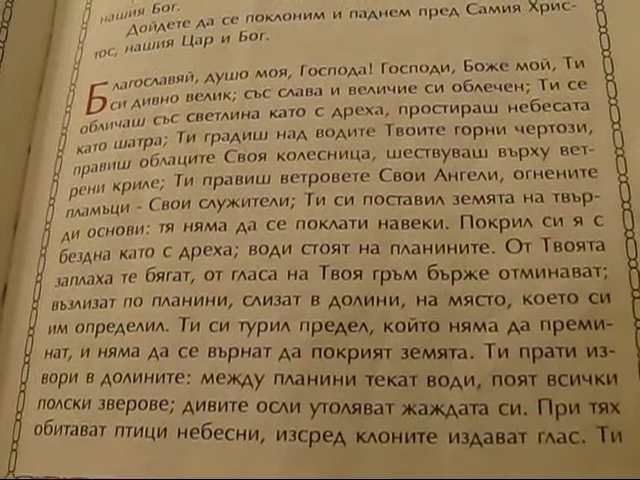 нашия Бог.
Дойдете да се поклоним и паднем пред Самия Хрис-
тос, нашия Цар и Бог.
Благославяй, душо моя, Господа! Господи, Боже мой, Ти
си дивно велик; със слава и величие си облечен; Ти се
обличаш със светлина като с дреха, простираш небесата
като шатра; Ти градиш над водите Твоите горни чертози,
правиш облаците Своя колесница, шествуваш върху вет-
рени криле; Ти правиш ветровете Свои Ангели, огнените
пламъци - Свои служители; Ти си поставил земята на твър-
ди основи: тя няма да се поклати навеки. Покрил си я с
бездна като с дреха; води стоят на планините. От Твоята
заплаха те бягат, от гласа на Твоя гръм бърже отминават;
възлизат по планини, слизат в долини, на място, което си
им определил. Ти си турил предел, който няма да преми-
нат, и няма да се върнат да покрият земята. Ти прати из-
вори в долините: между планини текат води, поят всички
полски зверове; дивите осли утоляват жаждата си. При тях
обитават птици небесни, изсред клоните издават глас. Ти